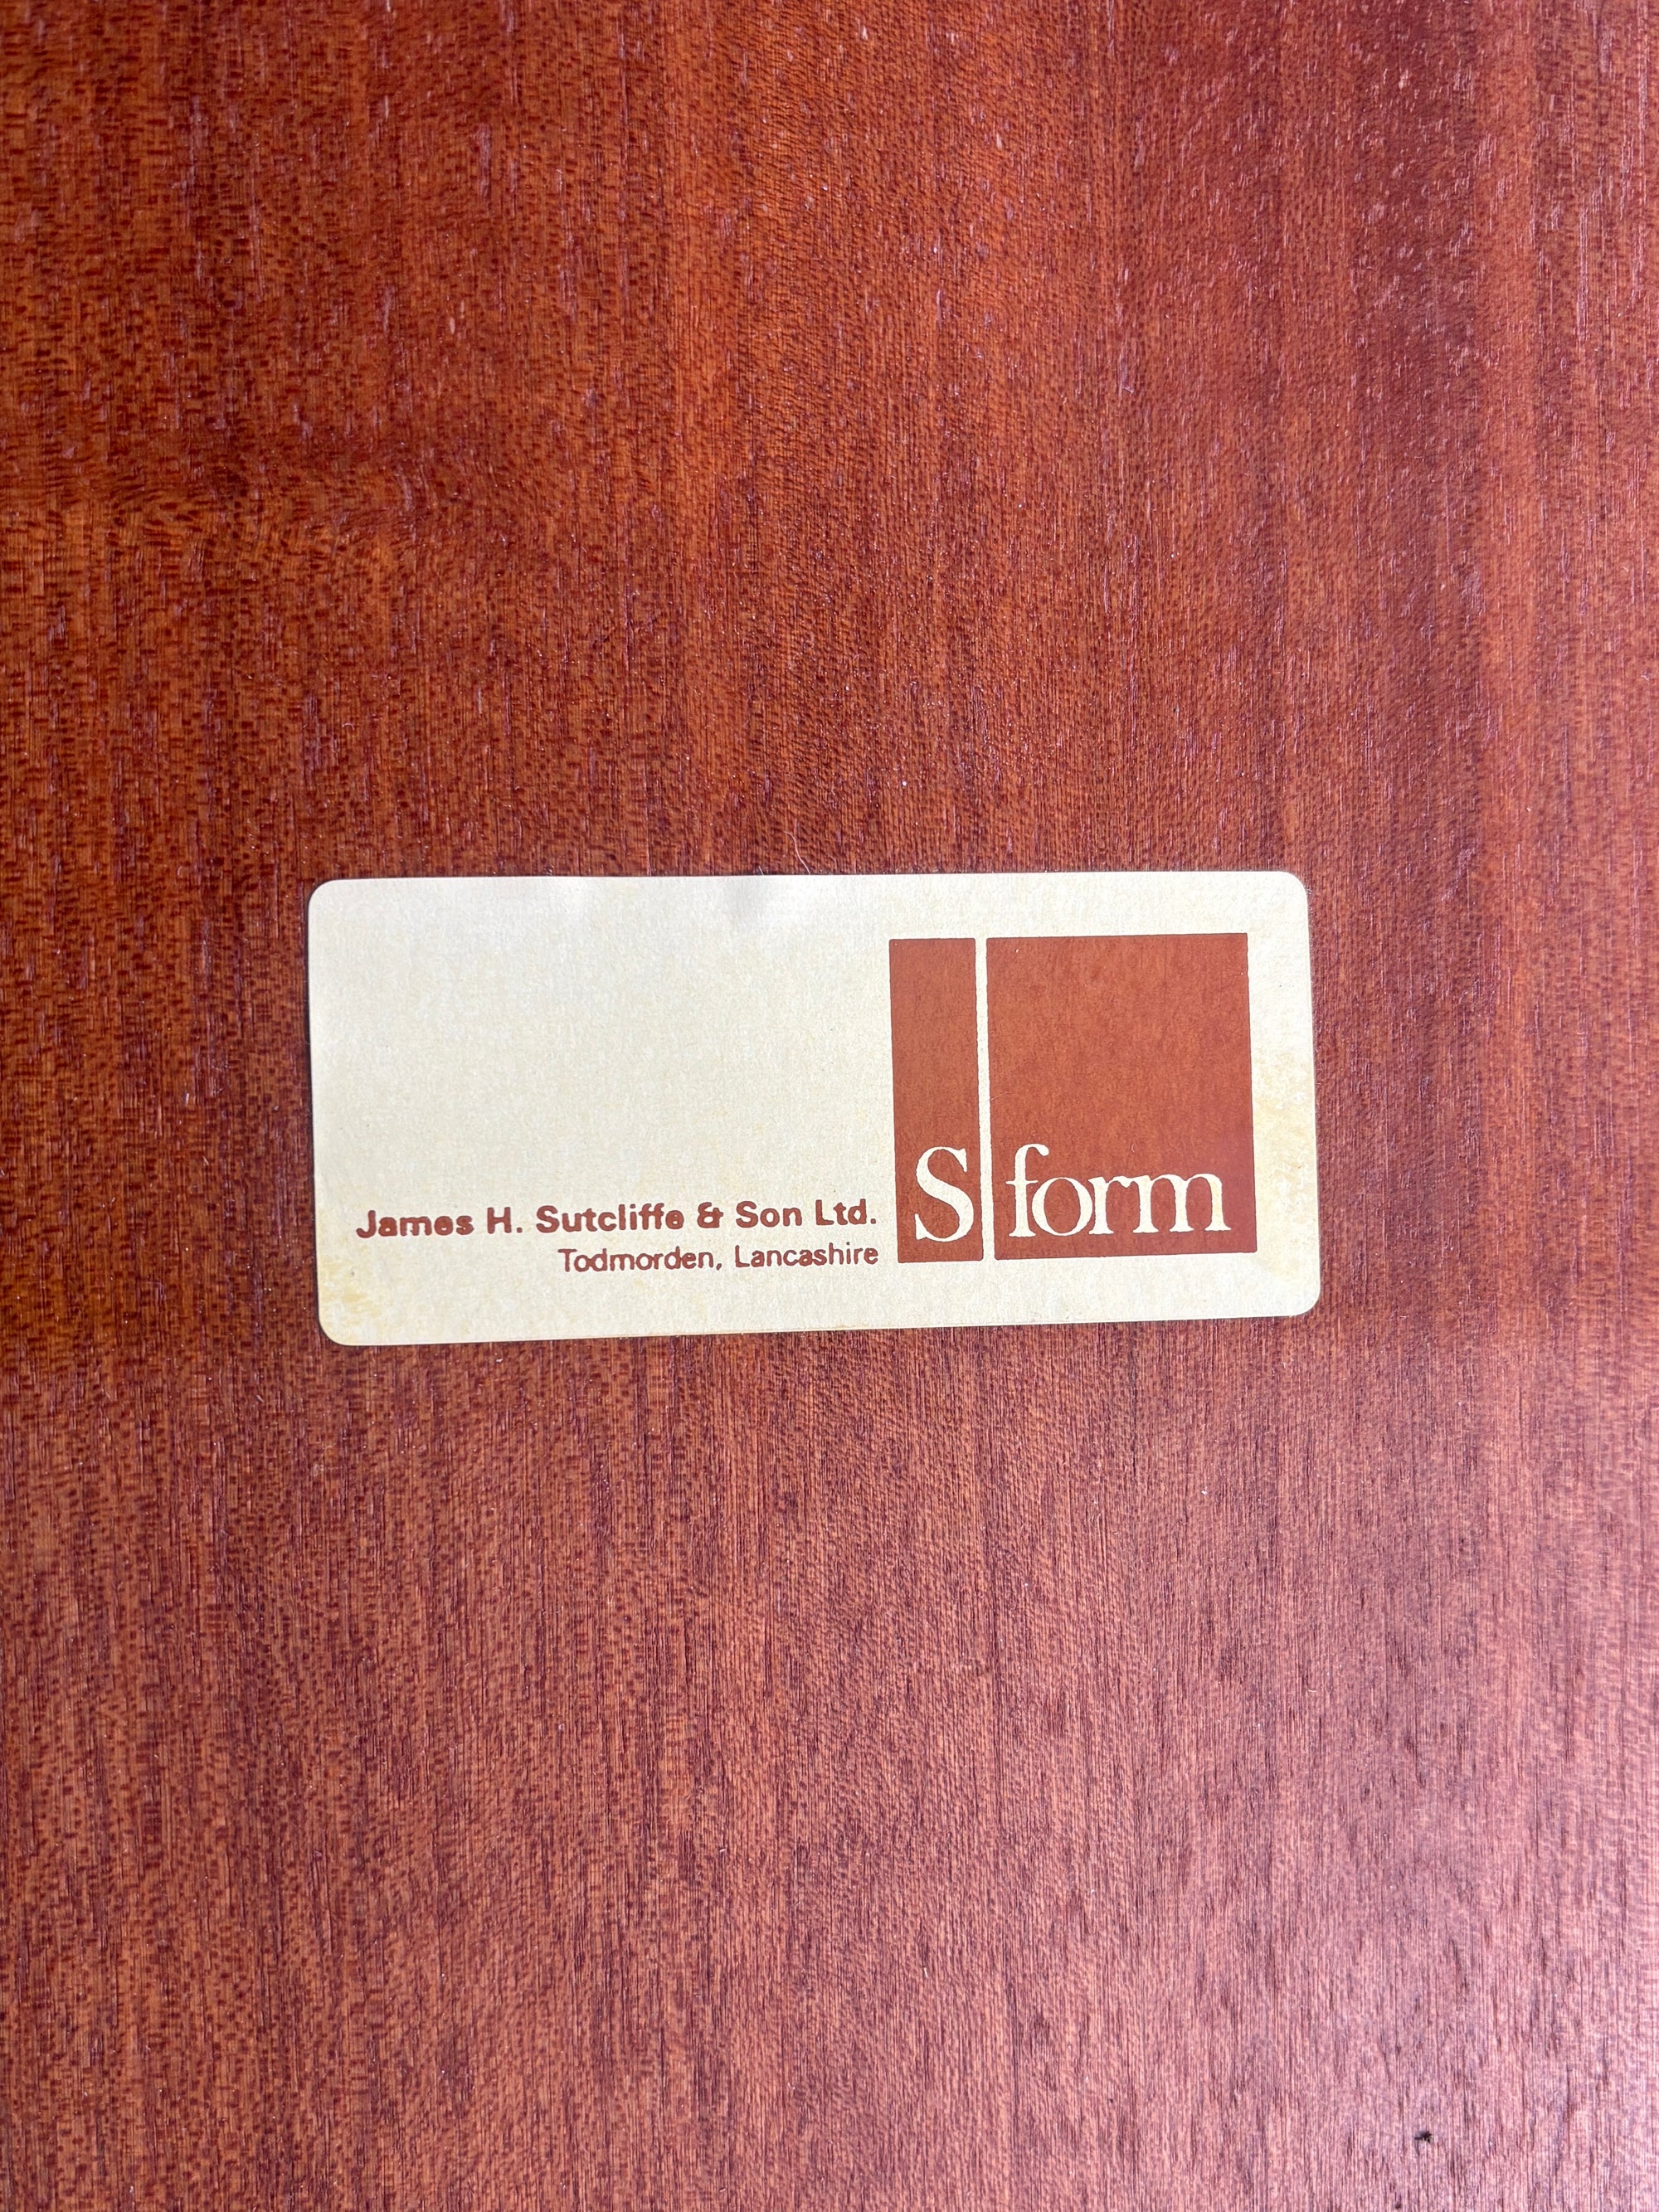 James H. Sutcliffe & Son Ltd.
Todmorden, Lancashire
S form